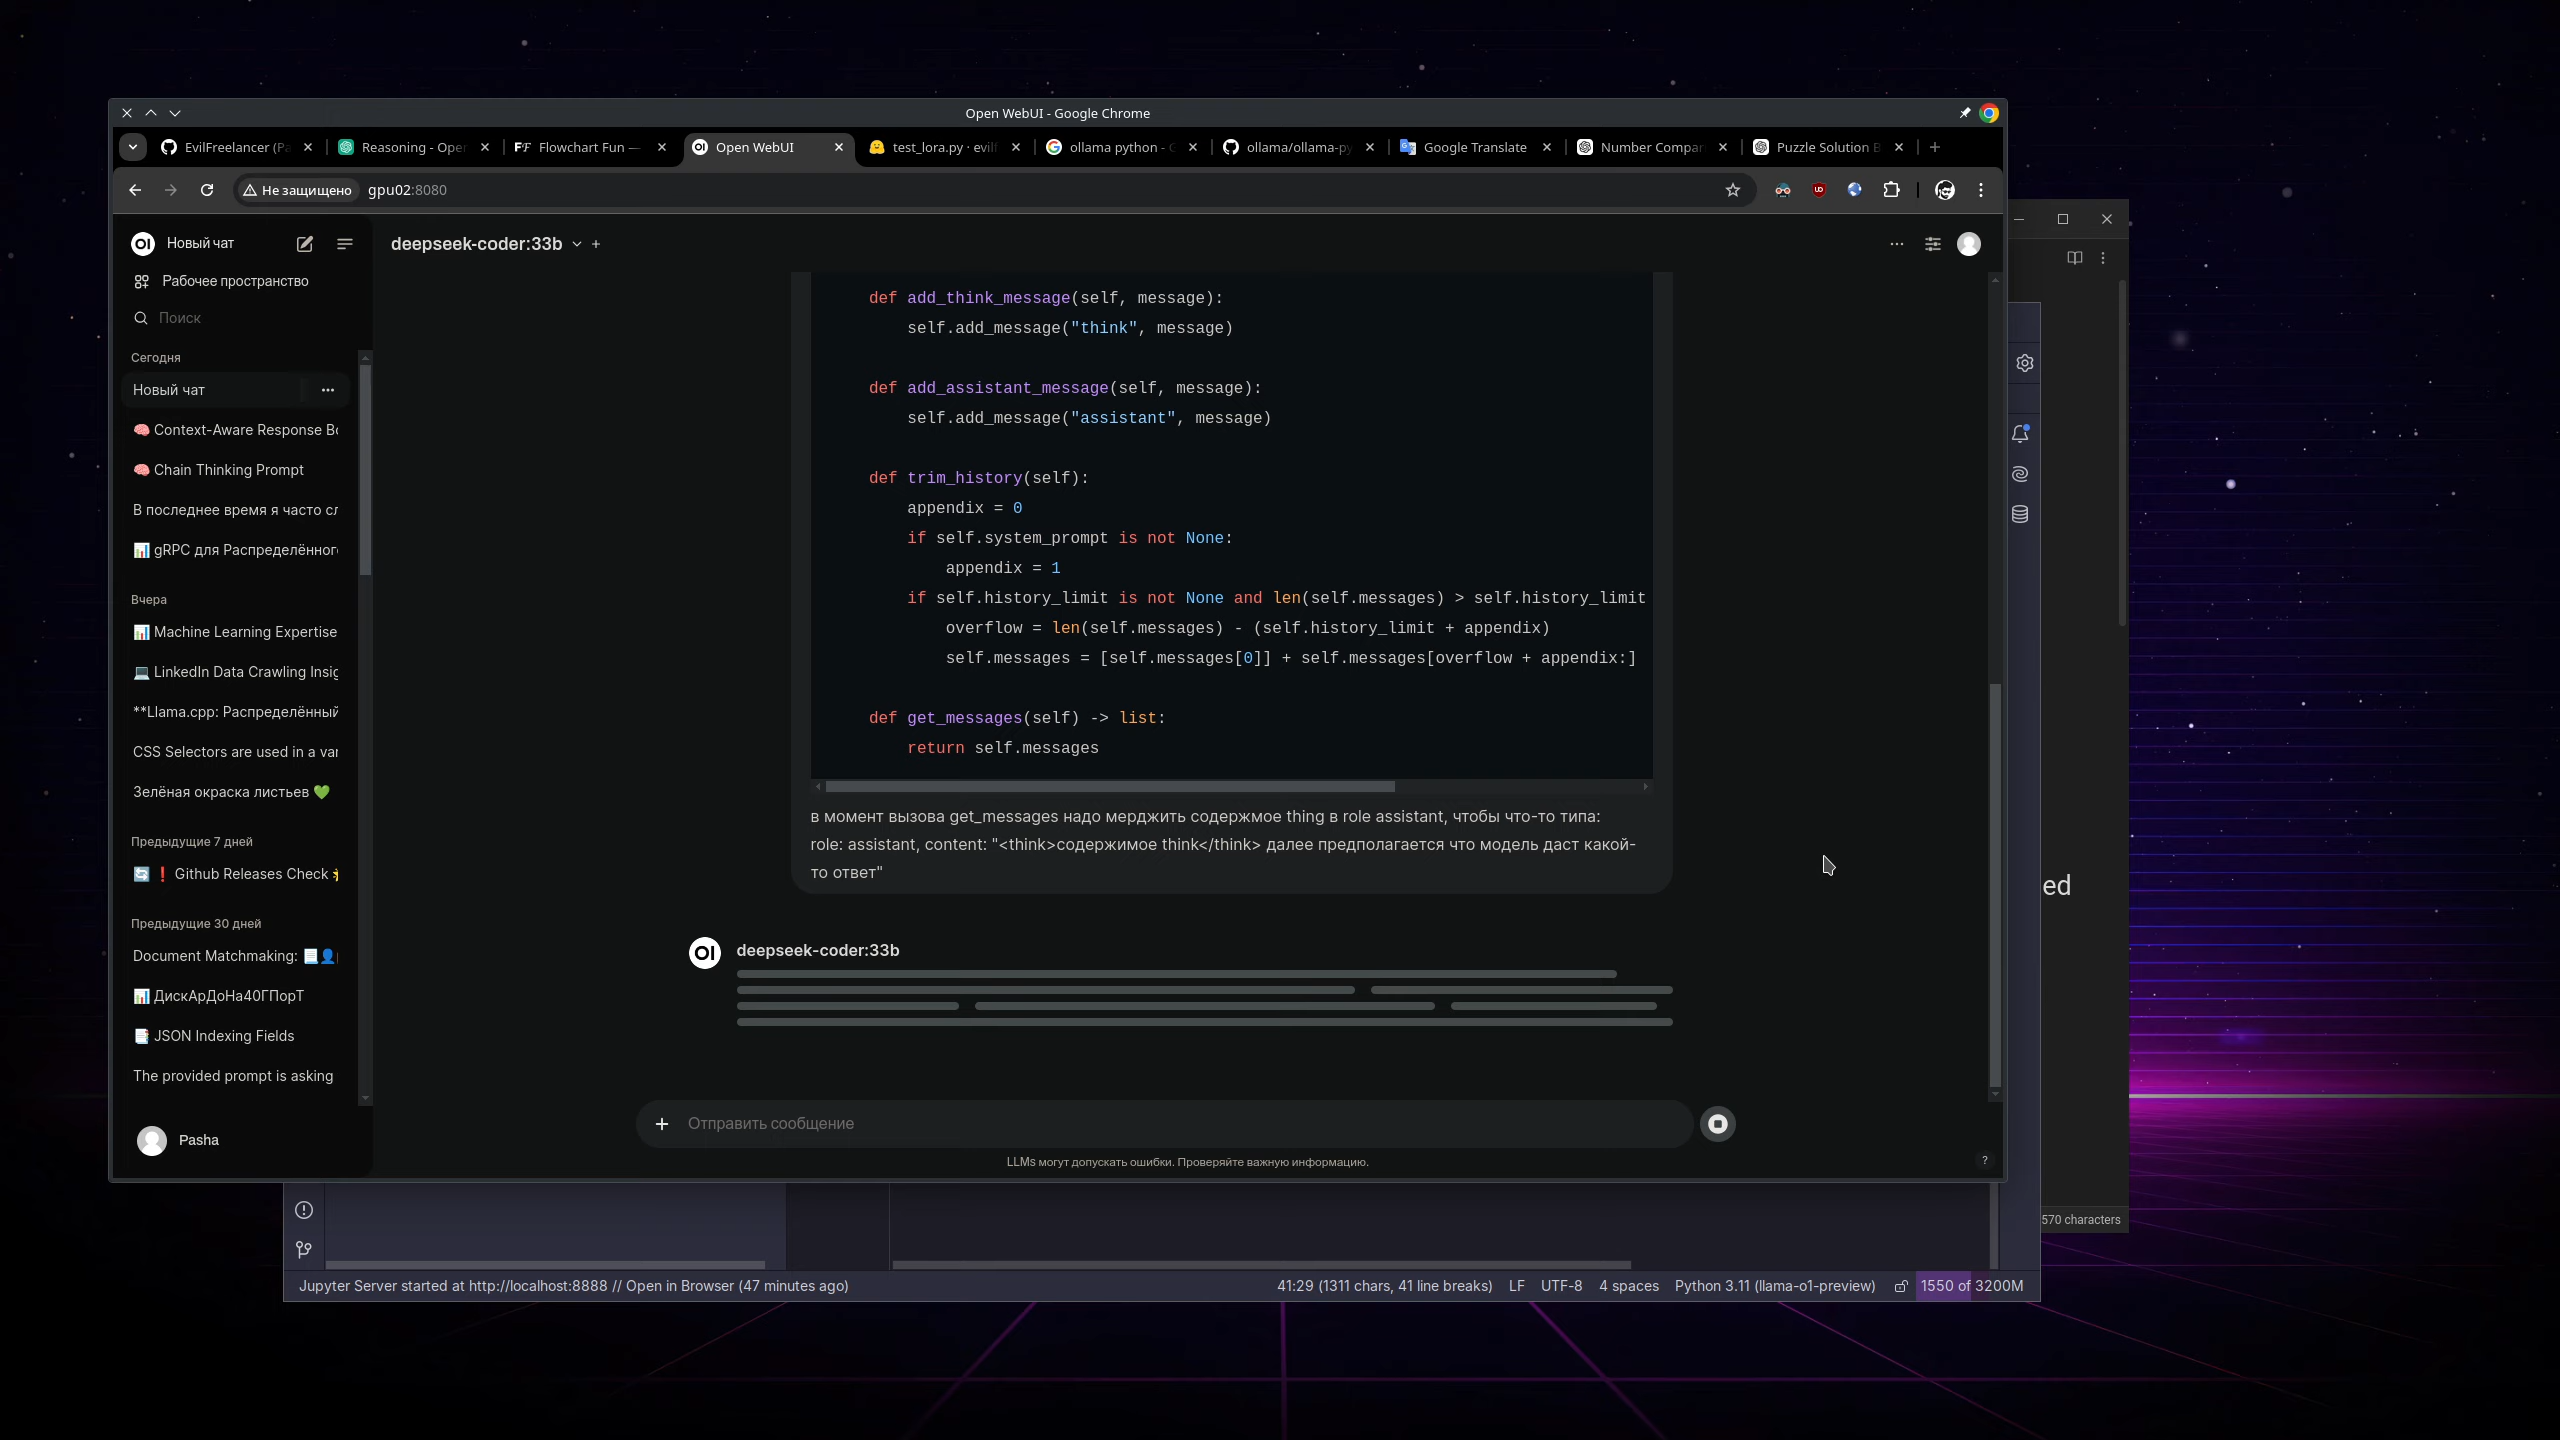 Open WebUI - Google Chrome
EvilFreelancer (Pa
Reasoning - Oper
Flowchart Fun —
Open WebUI
test_lora.py · evilf
ollama python - G
ollama/ollama-py
Google Translate
Number Compar
Puzzle Solution B
Не защищено
gpu02:8080
Новый чат
Рабочее пространство
Поиск
Сегодня
Новый чат
🧠 Context-Aware Response Bo
🧠 Chain Thinking Prompt
В последнее время я часто сл
📊 gRPC для Распределённого
Вчера
📊 Machine Learning Expertise
💻 LinkedIn Data Crawling Insig
**Llama.cpp: Распределённый
CSS Selectors are used in a var
Зелёная окраска листьев 💚
Предыдущие 7 дней
🔄 ❗ Github Releases Check
Предыдущие 30 дней
Document Matchmaking: 📃👤
📊 ДискАрДоНа40ГПорТ
📑 JSON Indexing Fields
The provided prompt is asking
Pasha
deepseek-coder:33b
def add_think_message(self, message):
self.add_message("think", message)
def add_assistant_message(self, message):
self.add_message("assistant", message)
def trim_history(self):
appendix = 0
if self.system_prompt is not None:
appendix = 1
if self.history_limit is not None and len(self.messages) > self.history_limit
overflow = len(self.messages) - (self.history_limit + appendix)
self.messages = [self.messages[0]] + self.messages[overflow + appendix:]
def get_messages(self) -> list:
return self.messages
в момент вызова get_messages надо мерджить содержмое thing в role assistant, чтобы что-то типа:
role: assistant, content: "<think>содержимое think</think> далее предполагается что модель даст какой-
то ответ"
OI
deepseek-coder:33b
Отправить сообщение
LLMs могут допускать ошибки. Проверяйте важную информацию.
?
ed
570 characters
Jupyter Server started at http://localhost:8888 // Open in Browser (47 minutes ago)
41:29 (1311 chars, 41 line breaks)
LF
UTF-8
4 spaces
Python 3.11 (llama-o1-preview)
1550 of 3200M